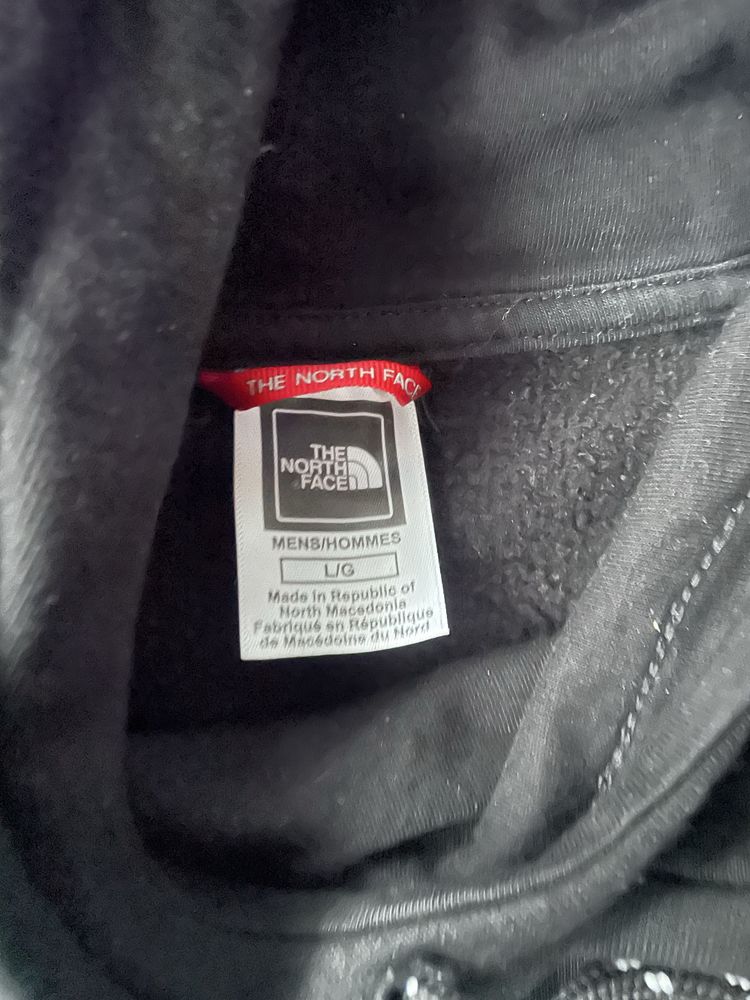 THE NORTH FACE
THE
NORTH
FACE
MENS/HOMMES
L/G
Made in Republic of
North Macedonia
Fabriqué en République
de Macédoine du Nord